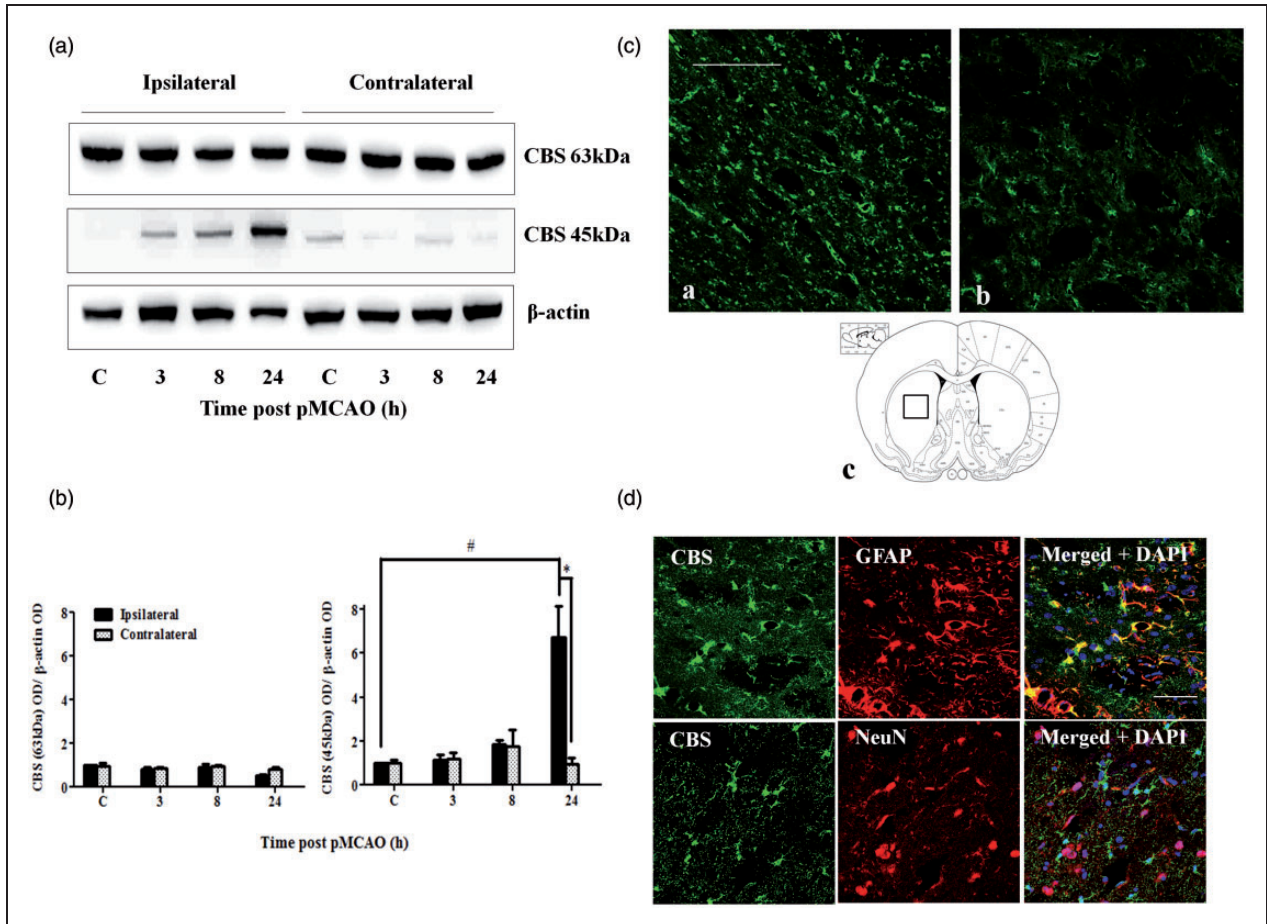 (a)
Ipsilateral Contralateral
CBS 63kDa
CBS 45kDa
β-actin
C 3 8 24 C 3 8 24
Time post pMCAO (h)
(b)
CBS (63kDa) OD/ β-actin OD
8
6
4
2
0
Ipsilateral
Contralateral
C 3 8 24
CBS (45kDa) OD/ β-actin OD
8
6
4
2
0
#
*
C 3 8 24
Time post pMCAO (h)
(c)
a
b
c
(d)
CBS GFAP Merged + DAPI
CBS NeuN Merged + DAPI